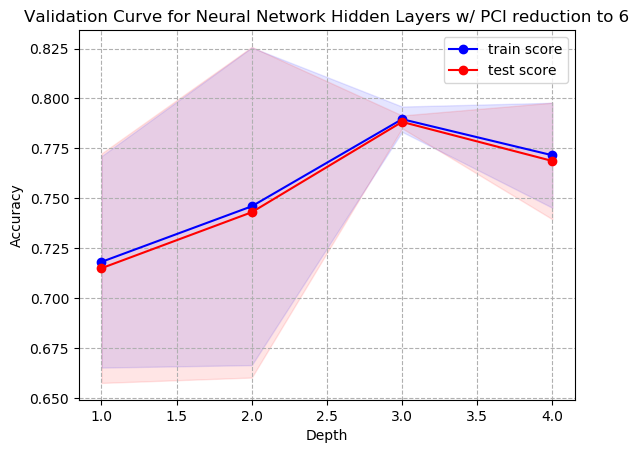 Validation Curve for Neural Network Hidden Layers w/ PCI reduction to 6
train score
test score
0.825
0.800
0.775
0.750
0.725
0.700
0.675
0.650
Accuracy
1.0 1.5 2.0 2.5 3.0 3.5 4.0
Depth